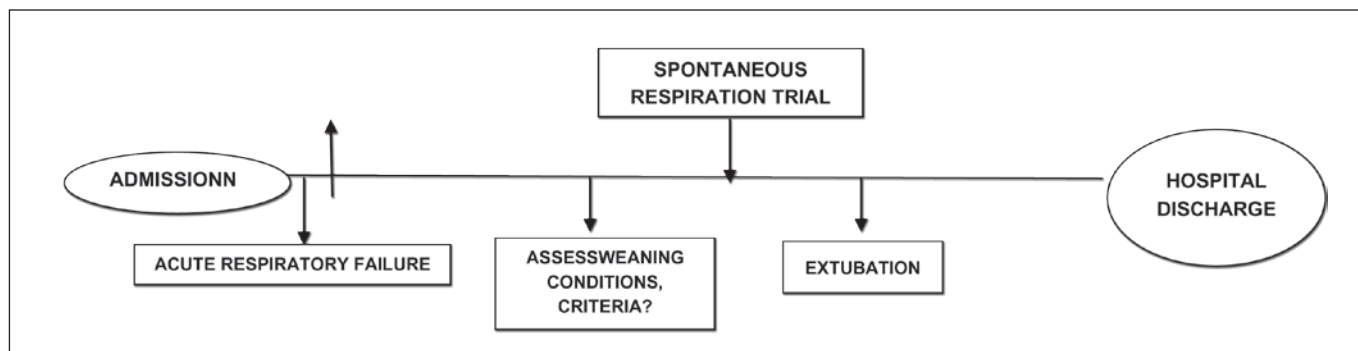 SPONTANEOUS
RESPIRATION TRIAL
ADMISSIONN
HOSPITAL
DISCHARGE
ACUTE RESPIRATORY FAILURE
ASSESSWEANING
CONDITIONS,
CRITERIA?
EXTUBATION